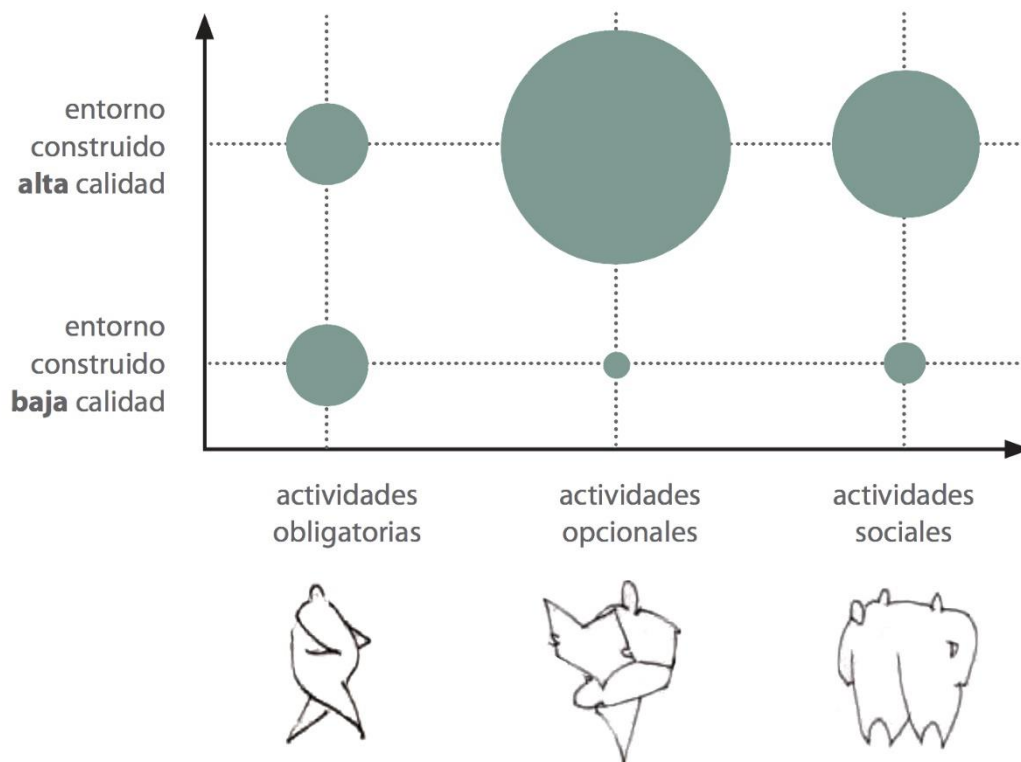 entorno
construido
alta calidad
entorno
construido
baja calidad
actividades
obligatorias
actividades
opcionales
actividades
sociales